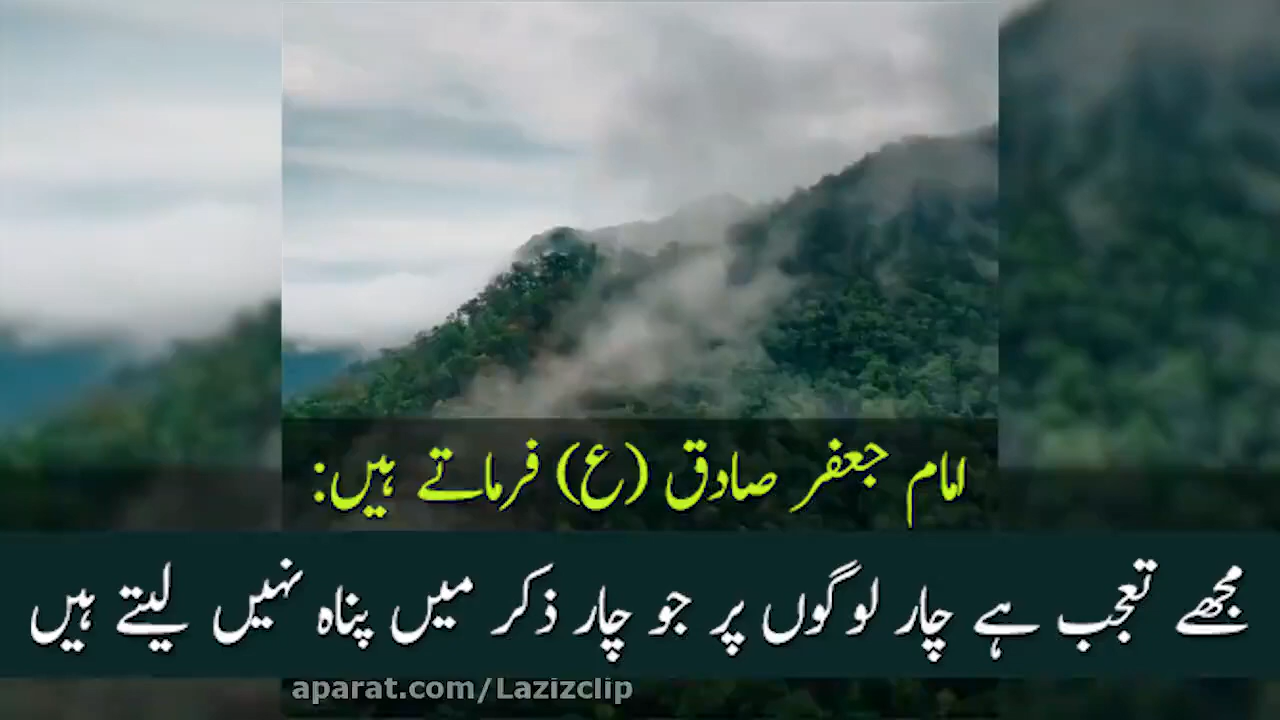 امام جعفر صادق (ع) فرماتے ہیں:
مجھے تعجب ہے چار لوگوں پر جو چار ذکر میں پناہ نہیں لیتے ہیں
aparat.com/Lazizclip